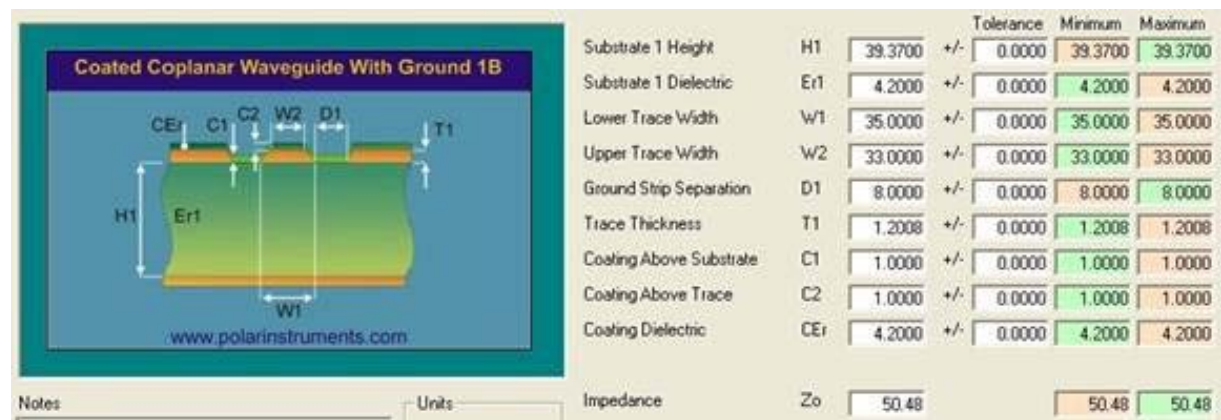 Coated Coplanar Waveguide With Ground 1B
CEr C1 C2 W2 D1 T1
H1 Er1
W1
www.polarinstruments.com
Notes
Units
Tolerance Minimum Maximum
Substrate 1 Height H1 39.3700 +/- 0.0000 39.3700 39.3700
Substrate 1 Dielectric Er1 4.2000 +/- 0.0000 4.2000 4.2000
Lower Trace Width W1 35.0000 +/- 0.0000 35.0000 35.0000
Upper Trace Width W2 33.0000 +/- 0.0000 33.0000 33.0000
Ground Strip Separation D1 8.0000 +/- 0.0000 8.0000 8.0000
Trace Thickness T1 1.2008 +/- 0.0000 1.2008 1.2008
Coating Above Substrate C1 1.0000 +/- 0.0000 1.0000 1.0000
Coating Above Trace C2 1.0000 +/- 0.0000 1.0000 1.0000
Coating Dielectric CEr 4.2000 +/- 0.0000 4.2000 4.2000
Impedance Zo 50.48 50.48 50.48